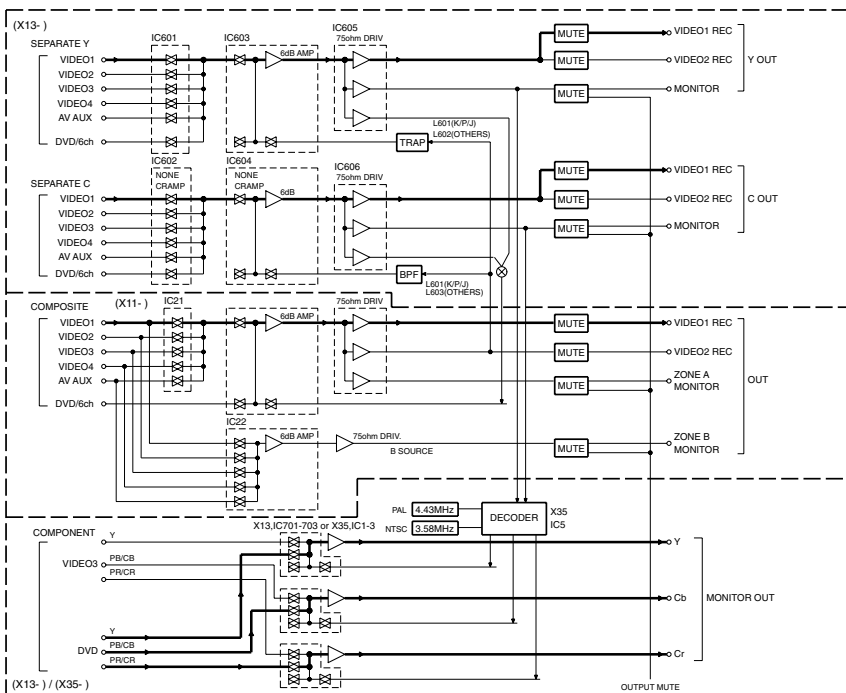 (X13- )
SEPARATE Y
VIDEO1
VIDEO2
VIDEO3
VIDEO4
AV AUX
DVD/6ch
IC601
IC603
6dB AMP
IC605
75ohm DRIV
MUTE
MUTE
MUTE
VIDEO1 REC
VIDEO2 REC
MONITOR
Y OUT
L601(K/P/J)
L602(OTHERS)
TRAP
SEPARATE C
VIDEO1
VIDEO2
VIDEO3
VIDEO4
AV AUX
DVD/6ch
IC602
NONE
CRAMP
IC604
NONE
CRAMP
6dB
IC606
75ohm DRIV
MUTE
MUTE
MUTE
VIDEO1 REC
VIDEO2 REC
MONITOR
C OUT
BPF
L601(K/P/J)
L603(OTHERS)
COMPOSITE
(X11- )
VIDEO1
VIDEO2
VIDEO3
VIDEO4
AV AUX
DVD/6ch
IC21
6dB AMP
75ohm DRIV
MUTE
MUTE
MUTE
VIDEO1 REC
VIDEO2 REC
ZONE A
MONITOR
OUT
IC22
6dB AMP
75ohm DRIV.
B SOURCE
MUTE
ZONE B
MONITOR
PAL
4.43MHz
NTSC
3.58MHz
DECODER
X35
IC5
COMPONENT
X13,IC701-703 or X35,IC1-3
Y
VIDEO3
PB/CB
PR/CR
Y
DVD
PB/CB
PR/CR
Y
Cb
Cr
MONITOR OUT
(X13- ) / (X35- )
OUTPUT MUTE